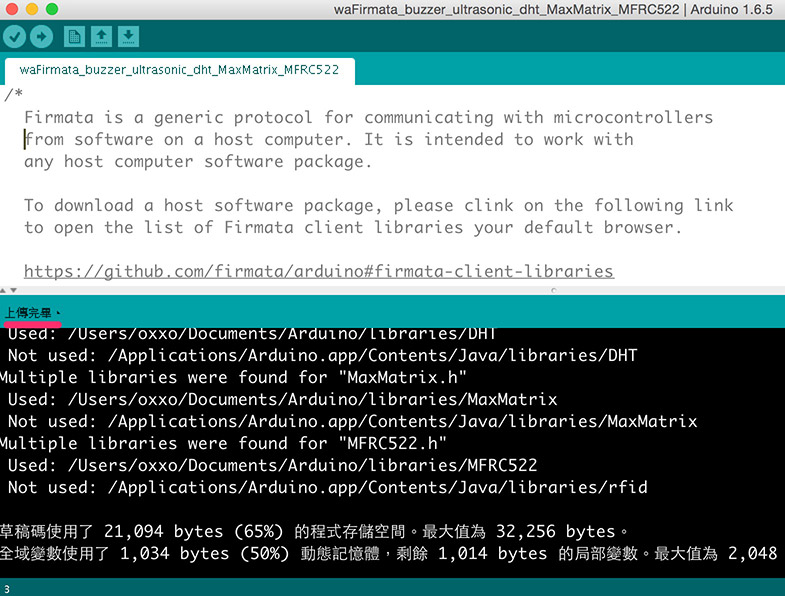 waFirmata_buzzer_ultrasonic_dht_MaxMatrix_MFRC522 | Arduino 1.6.5
waFirmata_buzzer_ultrasonic_dht_MaxMatrix_MFRC522
/*
Firmata is a generic protocol for communicating with microcontrollers
from software on a host computer. It is intended to work with
any host computer software package.
To download a host software package, please clink on the following link
to open the list of Firmata client libraries your default browser.
https://github.com/firmata/arduino#firmata-client-libraries
上傳完畢、
Used: /Users/oxxo/Documents/Arduino/libraries/DHT
Not used: /Applications/Arduino.app/Contents/Java/libraries/DHT
Multiple libraries were found for "MaxMatrix.h"
Used: /Users/oxxo/Documents/Arduino/libraries/MaxMatrix
Not used: /Applications/Arduino.app/Contents/Java/libraries/MaxMatrix
Multiple libraries were found for "MFRC522.h"
Used: /Users/oxxo/Documents/Arduino/libraries/MFRC522
Not used: /Applications/Arduino.app/Contents/Java/libraries/rfid
草稿碼使用了 21,094 bytes (65%) 的程式存儲空間。最大值為 32,256 bytes。
全域變數使用了 1,034 bytes (50%) 動態記憶體，剩餘 1,014 bytes 的局部變數。最大值為 2,048
3